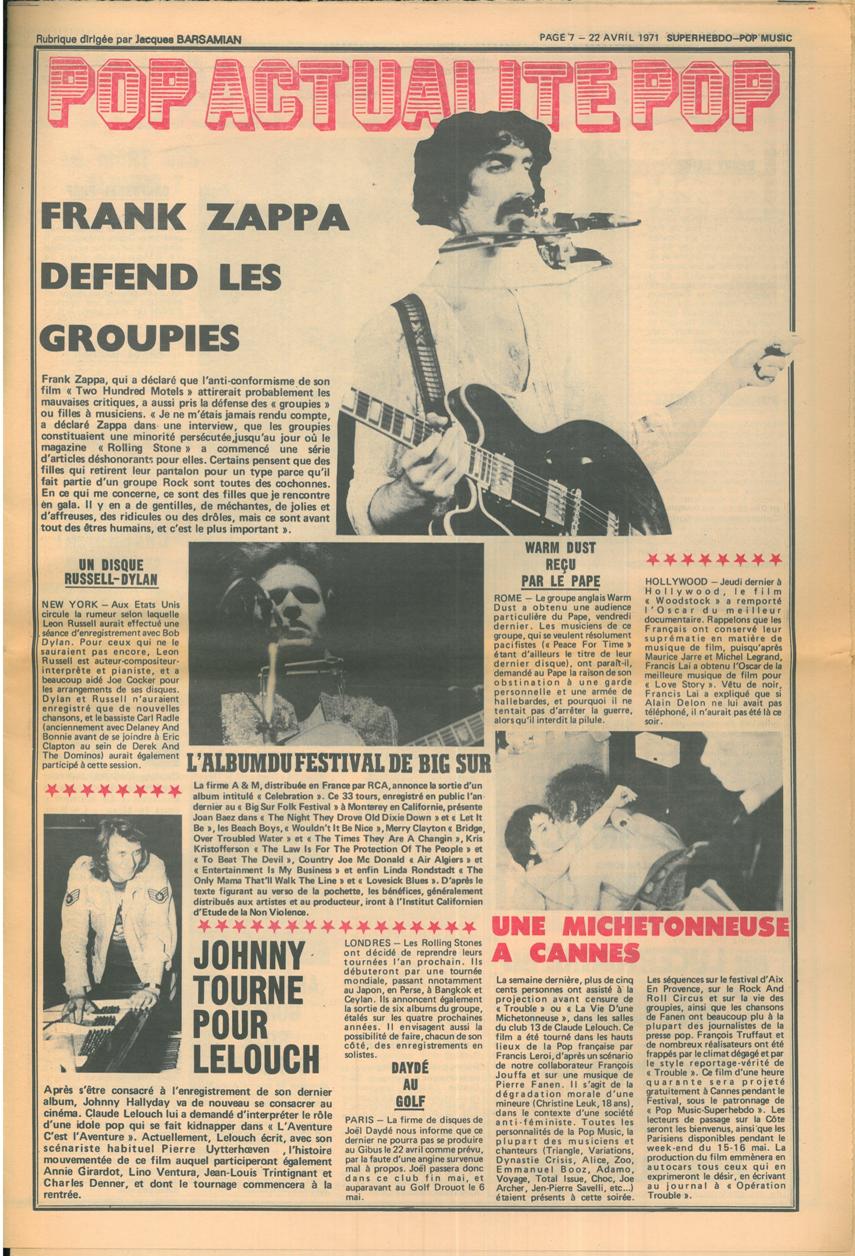 Rubrique dirigée par Jacques BARSAMIAN
PAGE 7 – 22 AVRIL 1971 SUPERHEBDO–POP MUSIC
POP ACTUALITE POP
FRANK ZAPPA
DEFEND LES
GROUPIES
Frank Zappa, qui a déclaré que l'anti-conformisme de son
film « Two Hundred Motels » attirerait probablement les
mauvaises critiques, a aussi pris la défense des « groupies »
ou filles à musiciens. « Je ne m'étais jamais rendu compte,
a déclaré Zappa dans une interview, que les groupies
constituaient une minorité persécutée,jusqu'au jour où le
magazine « Rolling Stone » a commencé une série
d'articles déshonorants pour elles. Certains pensent que des
filles qui retirent leur pantalon pour un type parce qu'il
fait partie d'un groupe Rock sont toutes des cochonnes.
En ce qui me concerne, ce sont des filles que je rencontre
en gala. Il y en a de gentilles, de méchantes, de jolies et
d'affreuses, des ridicules ou des drôles, mais ce sont avant
tout des êtres humains, et c'est le plus important ».
UN DISQUE
RUSSELL-DYLAN
NEW YORK – Aux Etats Unis
circule la rumeur selon laquelle
Leon Russell aurait effectué une
séance d'enregistrement avec Bob
Dylan. Pour ceux qui ne le
sauraient pas encore, Leon
Russell est auteur-compositeur-
interprète et pianiste, et a
beaucoup aidé Joe Cocker pour
les arrangements de ses disques.
Dylan et Russell n'auraient
enregistré que de nouvelles
chansons, et le bassiste Carl Radle
(anciennement avec Delaney And
Bonnie avant de se joindre à Eric
Clapton au sein de Derek And
The Dominos) aurait également
participé à cette session.
WARM DUST
REÇU
PAR LE PAPE
ROME – Le groupe anglais Warm
Dust a obtenu une audience
particulière du Pape, vendredi
dernier. Les musiciens de ce
groupe, qui se veulent résolument
pacifistes (« Peace For Time »
étant d'ailleurs le titre de leur
dernier disque), ont paraît-il,
demandé au Pape la raison de son
obstination à une garde
personnelle et une armée de
hallebardes, et pourquoi il ne
tentait pas d'arrêter la guerre,
alors qu'il interdit la pilule.
HOLLYWOOD – Jeudi dernier à
Hollywood, le film
« Woodstock » a remporté
l'Oscar du meilleur
documentaire. Rappelons que les
Français ont conservé leur
suprématie en matière de
musique de film, puisqu'après
Maurice Jarre et Michel Legrand,
Francis Lai a obtenu l'Oscar de la
meilleure musique de film pour
« Love Story ». Vêtu de noir,
Francis Lai a expliqué que si
Alain Delon ne lui avait pas
téléphoné, il n'aurait pas été là ce
soir.
L'ALBUM DU FESTIVAL DE BIG SUR
La firme A & M, distribuée en France par RCA, annonce la sortie d'un
album intitulé « Celebration ». Ce 33 tours, enregistré en public l'an
dernier au « Big Sur Folk Festival » à Monterey en Californie, présente
Joan Baez dans « The Night They Drove Old Dixie Down » et « Let It
Be », les Beach Boys, « Wouldn't It Be Nice », Merry Clayton « Bridge,
Over Troubled Water » et « The Times They Are A Changin », Kris
Kristofferson « The Law Is For The Protection Of The People » et
« To Beat The Devil », Country Joe Mc Donald « Air Algiers » et
« Entertainment Is My Business » et enfin Linda Rondstadt « The
Only Mama That'll Walk The Line » et « Lovesick Blues ». D'après le
texte figurant au verso de la pochette, les bénéfices, généralement
distribués aux artistes et au producteur, iront à l'Institut Californien
d'Etude de la Non Violence.
JOHNNY
TOURNE
POUR
LELOUCH
Après s'être consacré à l'enregistrement de son dernier
album, Johnny Hallyday va de nouveau se consacrer au
cinéma. Claude Lelouch lui a demandé d'interpréter le rôle
d'une idole pop qui se fait kidnapper dans « L'Aventure
C'est l'Aventure ». Actuellement, Lelouch écrit, avec son
scénariste habituel Pierre Uytterhœven , l'histoire
mouvementée de ce film auquel participeront également
Annie Girardot, Lino Ventura, Jean-Louis Trintignant et
Charles Denner, et dont le tournage commencera à la
rentrée.
LONDRES – Les Rolling Stones
ont décidé de reprendre leurs
tournées l'an prochain. Ils
débuteront par une tournée
mondiale, passant nnotamment
au Japon, en Perse, à Bangkok et
Ceylan. Ils annoncent également
la sortie de six albums du groupe,
étalés sur les quatre prochaines
années. Il envisagent aussi la
possibilité de faire, chacun de son
côté, des enregistrements en
solistes.
DAYDÉ
AU
GOLF
PARIS – La firme de disques de
Joël Daydé nous informe que ce
dernier ne pourra pas se produire
au Gibus le 22 avril comme prévu,
par la faute d'une angine survenue
mal à propos. Joël passera donc
dans ce club fin mai, et
auparavant au Golf Drouot le 6
mai.
UNE MICHETONNEUSE
A CANNES
La semaine dernière, plus de cinq
cents personnes ont assisté à la
projection avant censure de
« Trouble » ou « La Vie D'une
Michetonneuse », dans les salles
du club 13 de Claude Lelouch. Ce
film a été tourné dans les hauts
lieux de la Pop française par
Francis Leroi, d'après un scénario
de notre collaborateur François
Jouffa et sur une musique de
Pierre Fanen. Il s'agit de la
dégradation morale d'une
mineure (Christine Leuk, 18 ans),
dans le contexte d'une société
anti-féministe. Toutes les
personnalités de la Pop Music, la
plupart des musiciens et
chanteurs (Triangle, Variations,
Dynastie Crisis, Alice, Zoo,
Emmanuel Booz, Adamo,
Voyage, Total Issue, Choc, Joe
Archer, Jen-Pierre Savelli, etc...)
étaient présents à cette soirée.
Les séquences sur le festival d'Aix
En Provence, sur le Rock And
Roll Circus et sur la vie des
groupies, ainsi que les chansons
de Fanen ont beaucoup plu à la
plupart des journalistes de la
presse pop. François Truffaut et
de nombreux réalisateurs ont été
frappés par le climat dégagé et par
le style reportage-vérité de
« Trouble ». Ce film d'une heure
quarante sera projeté
gratuitement à Cannes pendant le
Festival, sous le patronnage de
« Pop Music-Superhebdo ». Les
lecteurs de passage sur la Côte
seront les bienvenus, ainsi que les
Parisiens disponibles pendant le
week-end du 15-16 mai. La
production du film emmènera en
autocars tous ceux qui en
exprimeront le désir, en écrivant
au journal à « Opération
Trouble ».